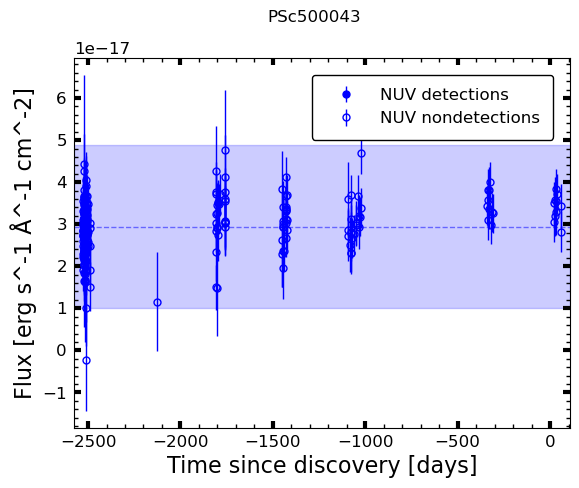 PSc500043
1e−17
NUV detections
NUV nondetections
6
5
4
3
2
1
0
−1
Flux [erg s^-1 Å^-1 cm^-2]
−2500 −2000 −1500 −1000 −500 0
Time since discovery [days]